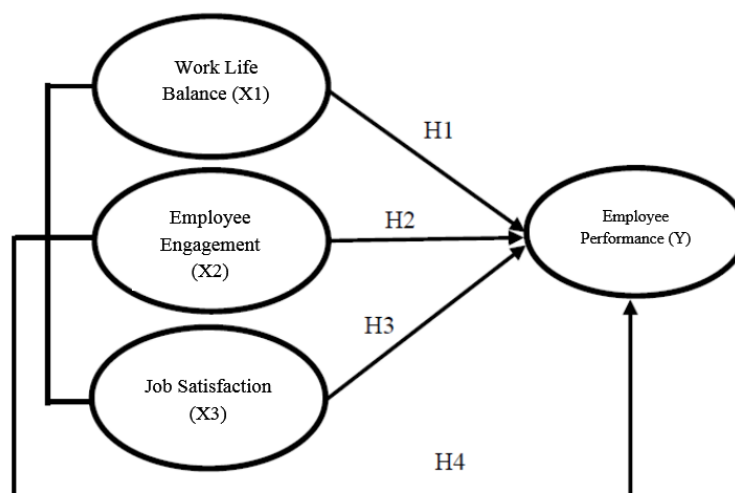 Work Life
Balance (X1)
H1
Employee
Engagement
(X2)
H2
Employee
Performance (Y)
H3
Job Satisfaction
(X3)
H4